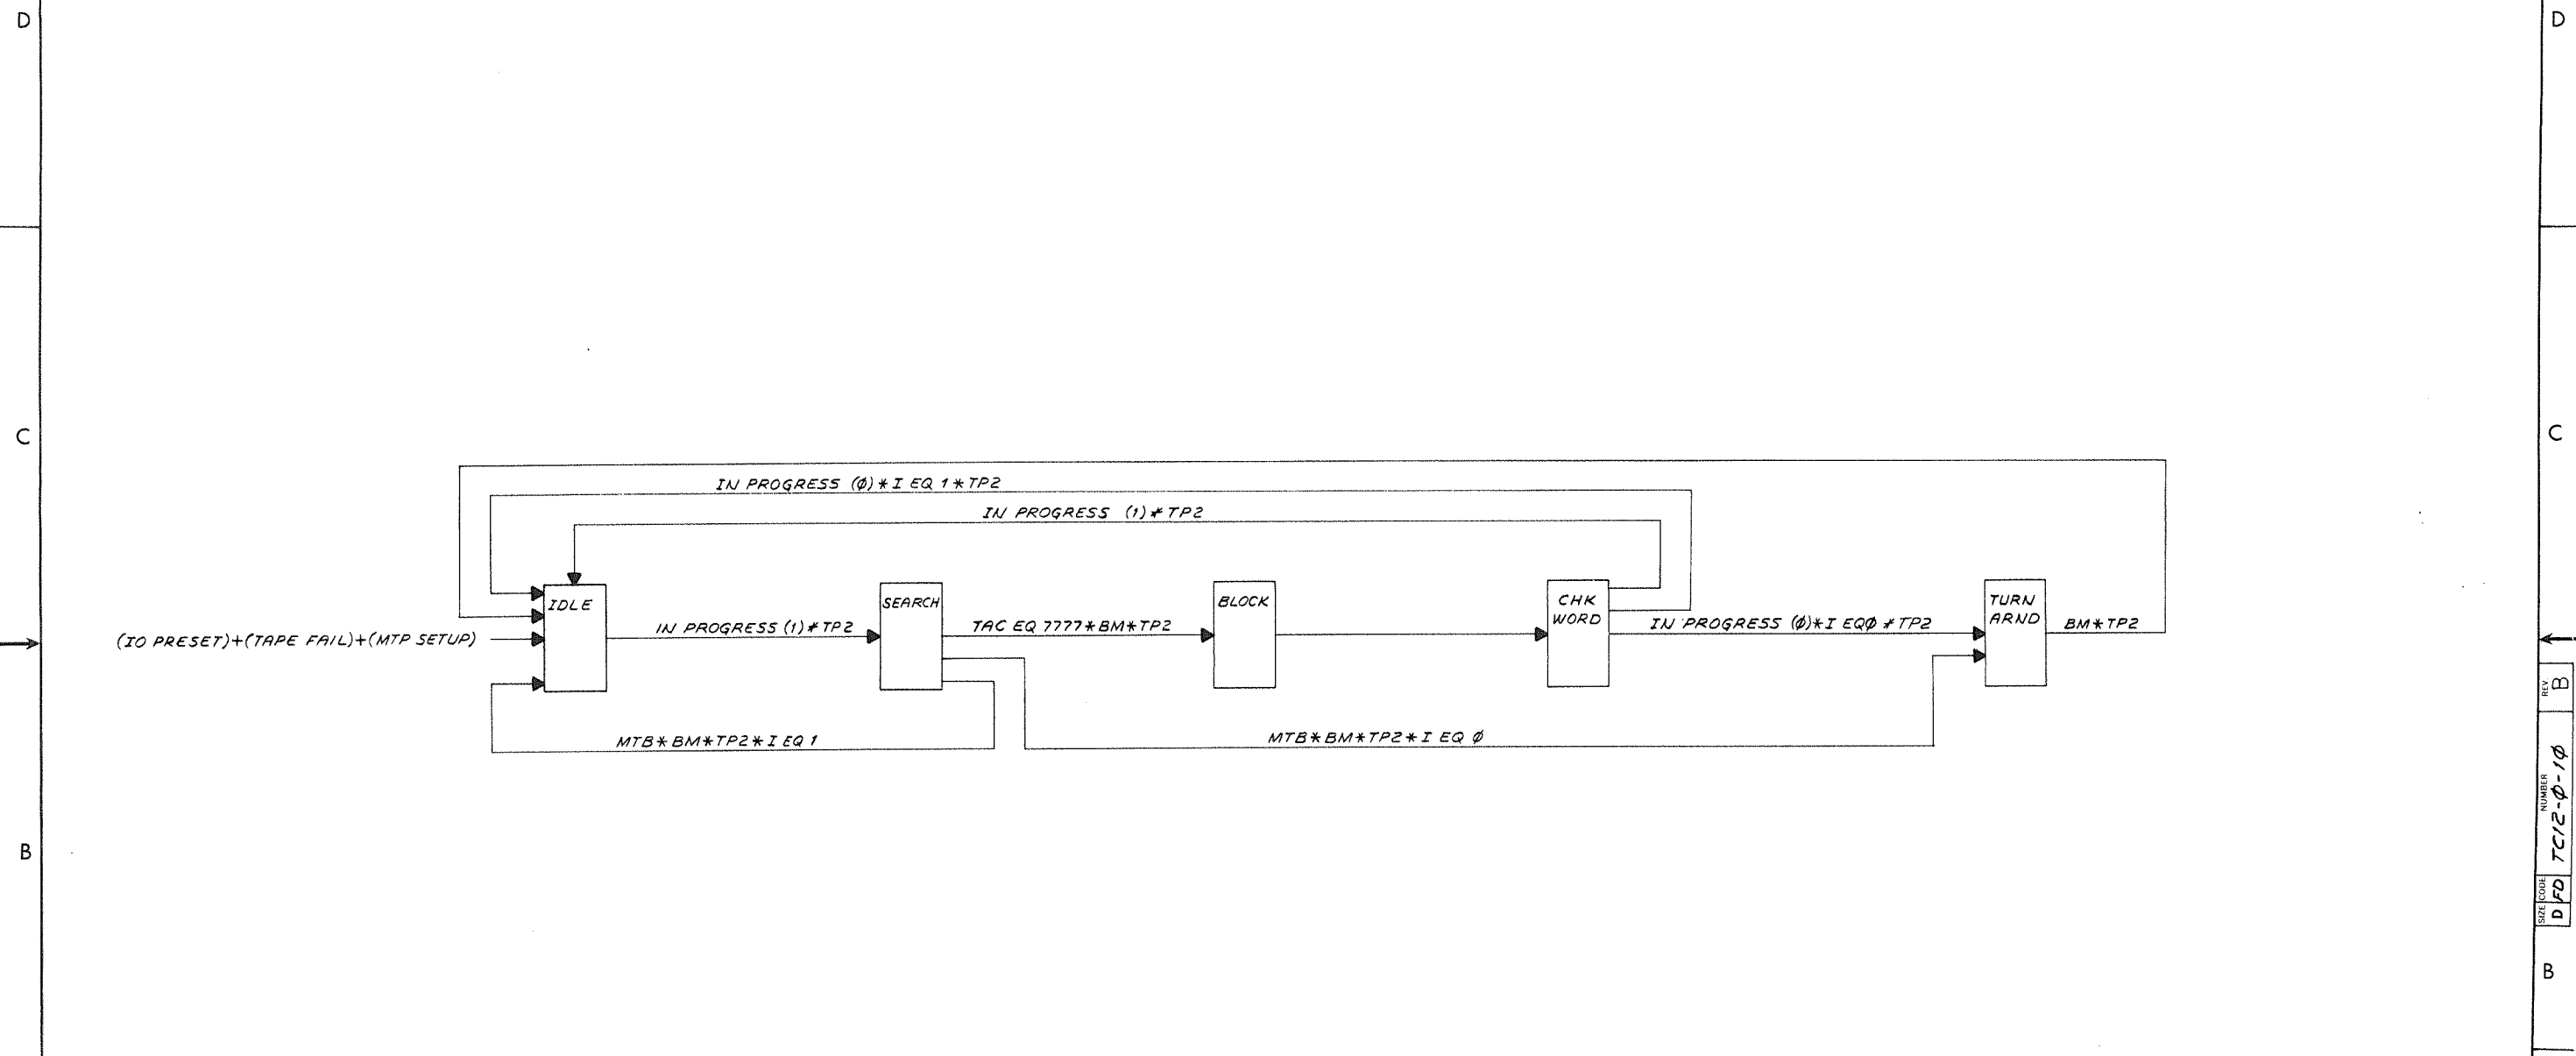 D
D
C
C
IN PROGRESS (Ø)*I EQ 1*TP2
IN PROGRESS (1)*TP2
IDLE
SEARCH
BLOCK
CHK
WORD
TURN
ARND
(IO PRESET)+(TAPE FAIL)+(MTP SETUP)
IN PROGRESS (1)*TP2
TAC EQ 7777*BM*TP2
IN PROGRESS (Ø)*I EQØ *TP2
BM*TP2
MTB*BM*TP2*I EQ 1
MTB*BM*TP2*I EQ Ø
B
B
SIZE
D
CODE
FD
NUMBER
TC12-Ø-1Ø
REV.
B